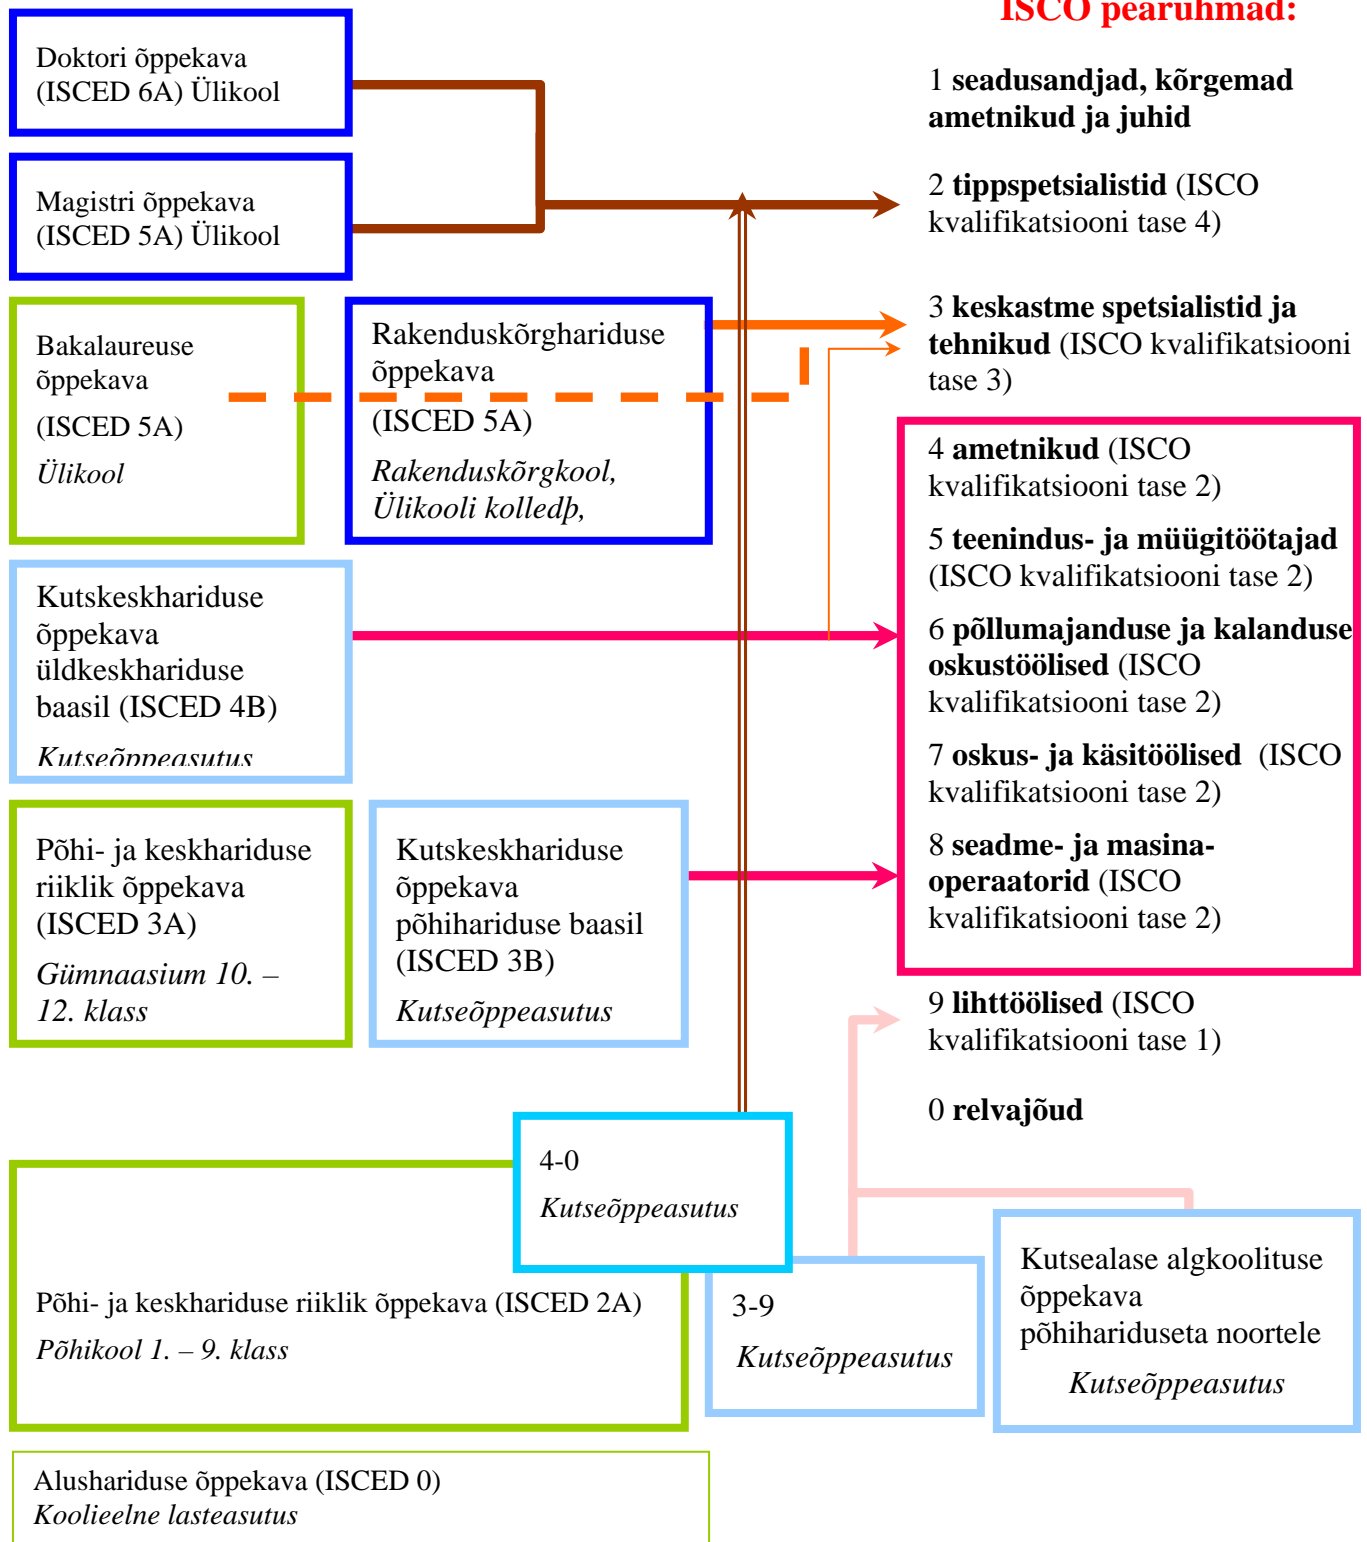 ISCO pearühmad:
Doktori õppekava
(ISCED 6A) Ülikool
1 seadusandjad, kõrgemad
ametnikud ja juhid
Magistri õppekava
(ISCED 5A) Ülikool
2 tippspetsialistid (ISCO
kvalifikatsiooni tase 4)
Bakalaureuse
õppekava
(ISCED 5A)
Ülikool
Rakenduskõrghariduse
õppekava
(ISCED 5A)
Rakenduskõrgkool,
Ülikooli kolledþ,
3 keskastme spetsialistid ja
tehnikud (ISCO kvalifikatsiooni
tase 3)
4 ametnikud (ISCO
kvalifikatsiooni tase 2)
5 teenindus- ja müügitöötajad
(ISCO kvalifikatsiooni tase 2)
6 põllumajanduse ja kalanduse
oskustöölised (ISCO
kvalifikatsiooni tase 2)
7 oskus- ja käsitöölised (ISCO
kvalifikatsiooni tase 2)
8 seadme- ja masina-
operaatorid (ISCO
kvalifikatsiooni tase 2)
Kutskeskhariduse
õppekava
üldkeskhariduse
baasil (ISCED 4B)
Kutseõppeasutus
Põhi- ja keskhariduse
riiklik õppekava
(ISCED 3A)
Gümnaasium 10. –
12. klass
Kutskeskhariduse
õppekava
põhihariduse baasil
(ISCED 3B)
Kutseõppeasutus
9 lihttöölised (ISCO
kvalifikatsiooni tase 1)
0 relvajõud
4-0
Kutseõppeasutus
Põhi- ja keskhariduse riiklik õppekava (ISCED 2A)
Põhikool 1. – 9. klass
3-9
Kutseõppeasutus
Kutsealase algkoolituse
õppekava
põhihariduseta noortele
Kutseõppeasutus
Alushariduse õppekava (ISCED 0)
Koolieelne lasteasutus